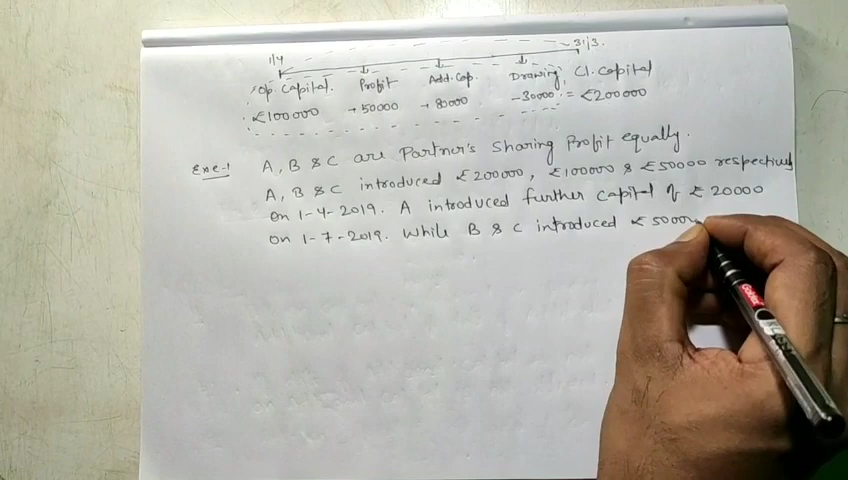 1/4 31/3.
Op. Capital. Profit Add. Cap. Drawing, Cl. Capital
₹100000 + 50000 + 80000 - 30000 = ₹200000
Exe-1 A, B & C are Partner's Sharing Profit equally.
A, B & C introduced ₹200000, ₹100000 & ₹50000 respectively
on 1-4-2019. A introduced further capital of ₹20000
on 1-7-2019. While B & C introduced ₹5000